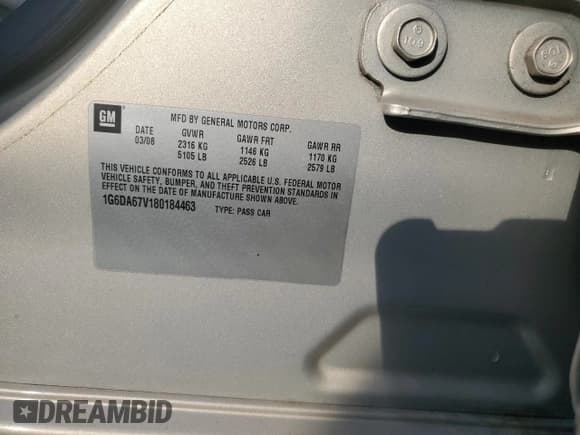 GM
MFD BY GENERAL MOTORS CORP.
DATE GVWR GAWR FRT GAWR RR
03/08 2316 KG 1146 KG 1170 KG
5105 LB 2526 LB 2579 LB
THIS VEHICLE CONFORMS TO ALL APPLICABLE U.S. FEDERAL MOTOR
VEHICLE SAFETY, BUMPER, AND THEFT PREVENTION STANDARDS IN
EFFECT ON THE DATE OF MANUFACTURE SHOWN ABOVE.
1G6DA67V180184463 TYPE: PASS CAR
DREAMBID